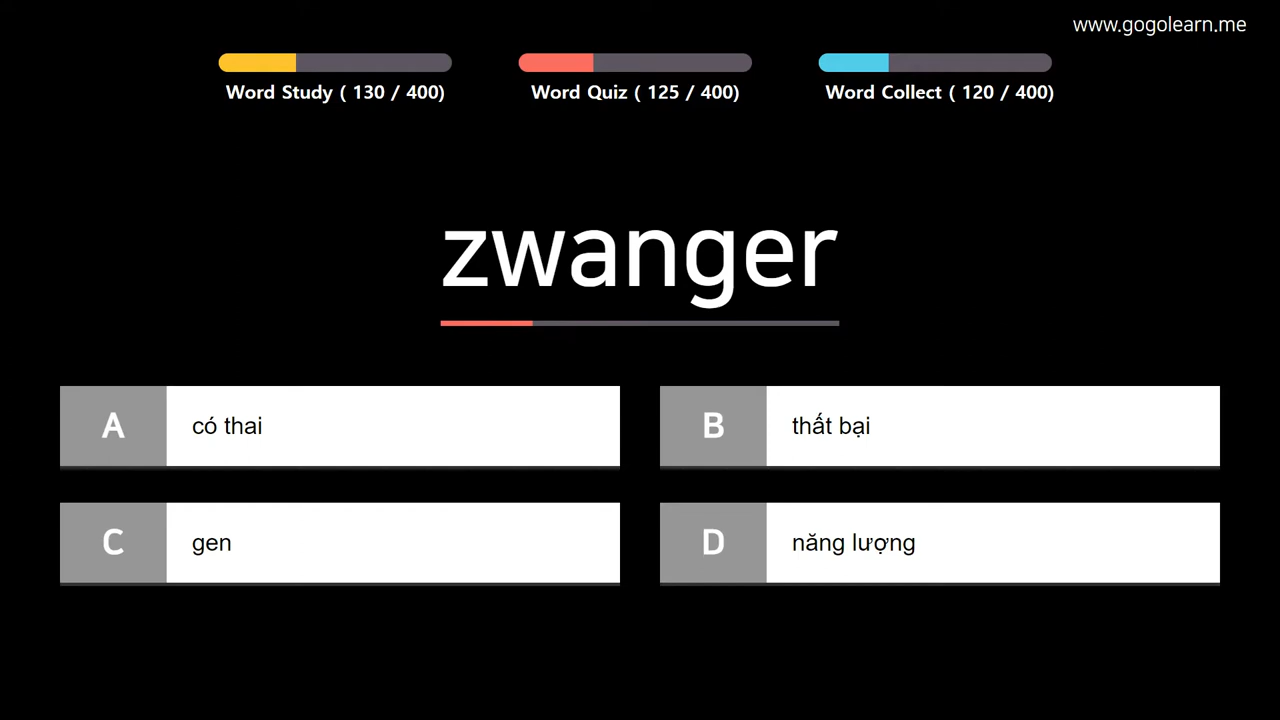 www.gogolearn.me
Word Study ( 130 / 400)
Word Quiz ( 125 / 400)
Word Collect ( 120 / 400)
zwanger
A
có thai
B
thất bại
C
gen
D
năng lượng